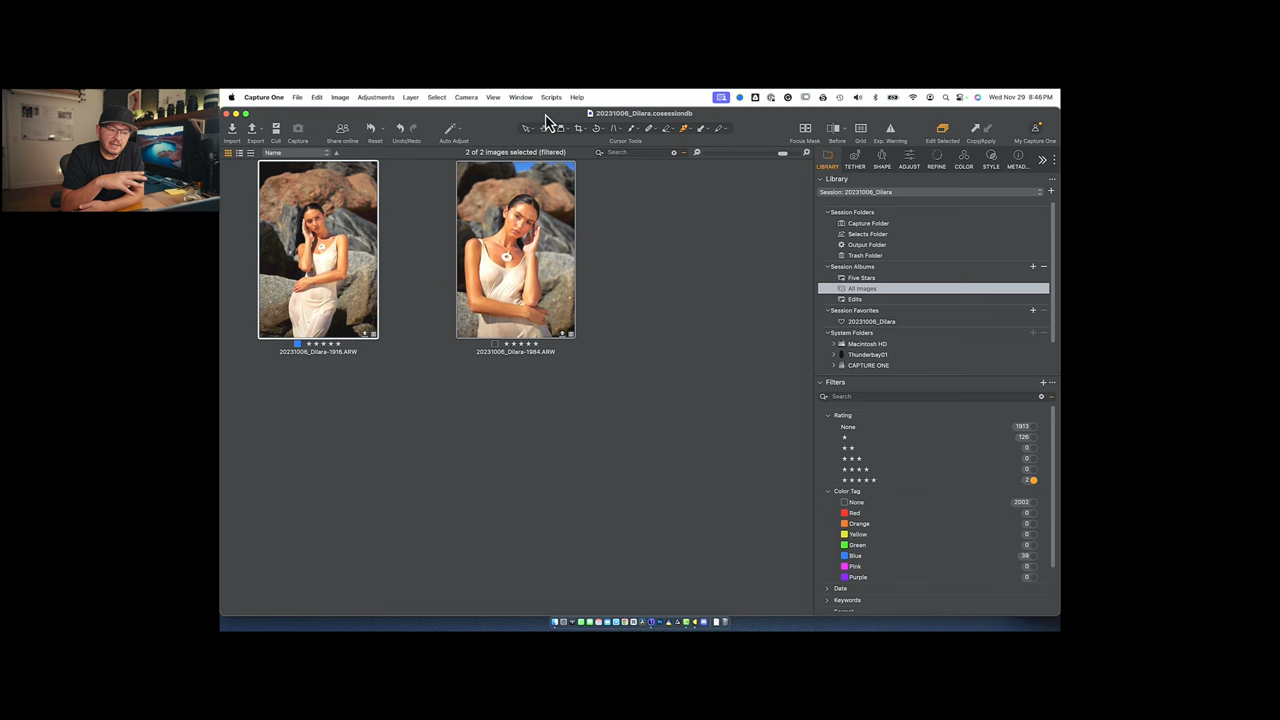 Capture One File Edit Image Adjustments Layer Select Camera View Window Scripts Help Wed Nov 29 8:46PM
20231006_Dilara.cosessiondb
Import Export Cull Capture Share online Reset Undo/Redo Auto Adjust Cursor Tools Focus Mask Before Grid Exp. Warning Edit Selected Copy/Apply My Capture One
Name 2 of 2 images selected (filtered) Search
LIBRARY TETHER SHAPE ADJUST REFINE COLOR STYLE METAD...
Library
Session: 20231006_Dilara
Session Folders
Capture Folder
Selects Folder
Output Folder
Trash Folder
Session Albums
Five Stars
All Images
Edits
Session Favorites
20231006_Dilara
System Folders
Macintosh HD
Thunderbay01
CAPTURE ONE
20231006_Dilara-1916.ARW 20231006_Dilara-1984.ARW
Filters
Search
Rating
None 1913
★ 126
★ ★ 0
★ ★ ★ 0
★ ★ ★ ★ 0
★ ★ ★ ★ ★ 2
Color Tag
None 2002
Red 0
Orange 0
Yellow 0
Green 0
Blue 39
Pink 0
Purple 0
Date
Keywords